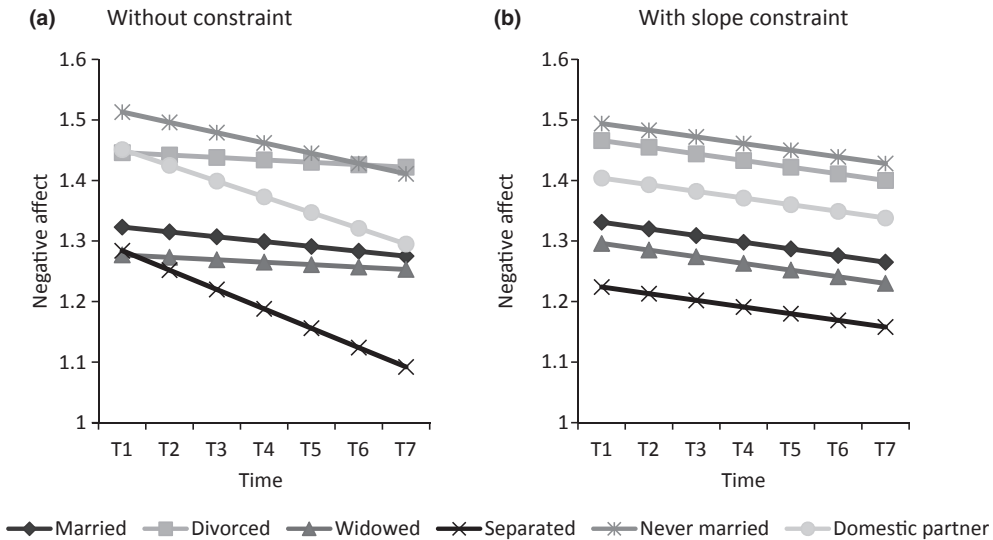 (a) Without constraint
Negative affect
1.6
1.5
1.4
1.3
1.2
1.1
1
T1 T2 T3 T4 T5 T6 T7
Time
(b) With slope constraint
Negative affect
1.6
1.5
1.4
1.3
1.2
1.1
1
T1 T2 T3 T4 T5 T6 T7
Time
Married Divorced Widowed Separated Never married Domestic partner